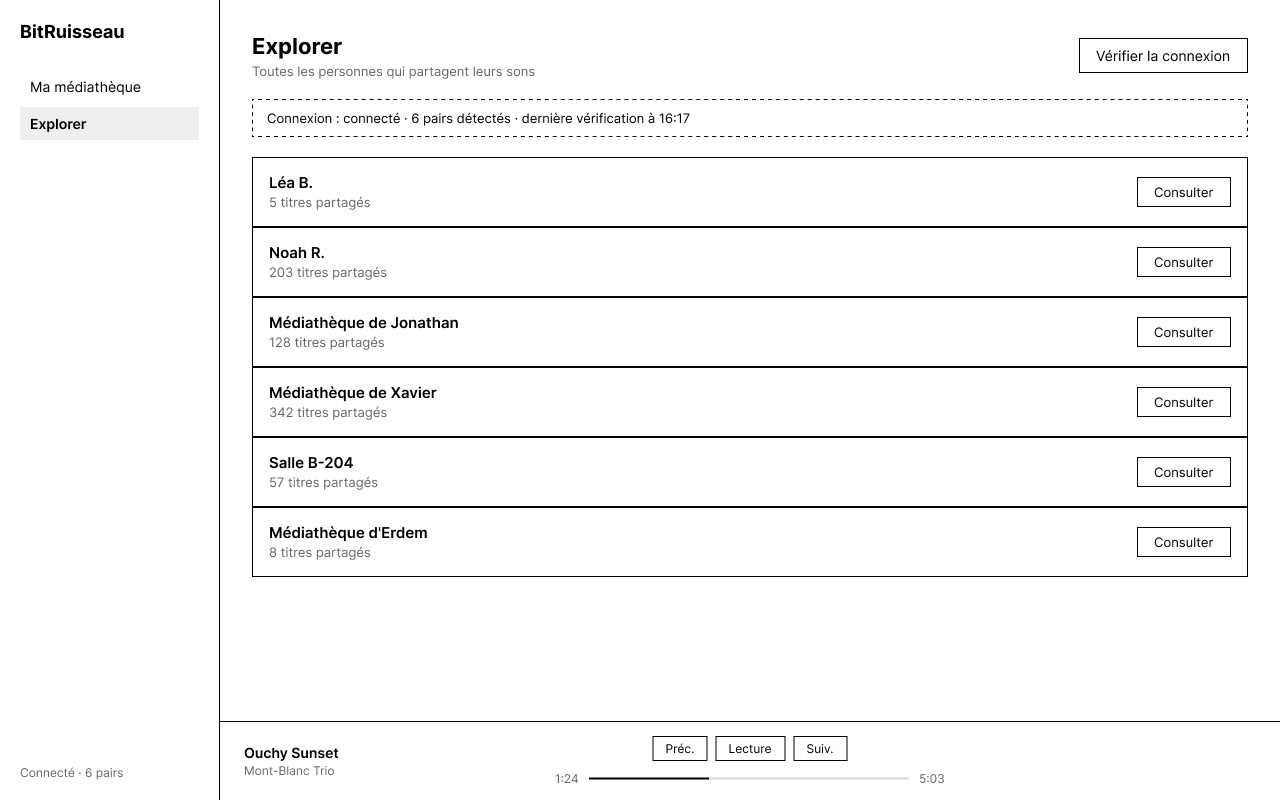 BitRuisseau
Ma médiathèque
Explorer
Connecté · 6 pairs
Explorer
Toutes les personnes qui partagent leurs sons
Vérifier la connexion
Connexion : connecté · 6 pairs détectés · dernière vérification à 16:17
Léa B.
5 titres partagés
Consulter
Noah R.
203 titres partagés
Consulter
Médiathèque de Jonathan
128 titres partagés
Consulter
Médiathèque de Xavier
342 titres partagés
Consulter
Salle B-204
57 titres partagés
Consulter
Médiathèque d'Erdem
8 titres partagés
Consulter
Ouchy Sunset
Mont-Blanc Trio
Préc. Lecture Suiv.
1:24 5:03